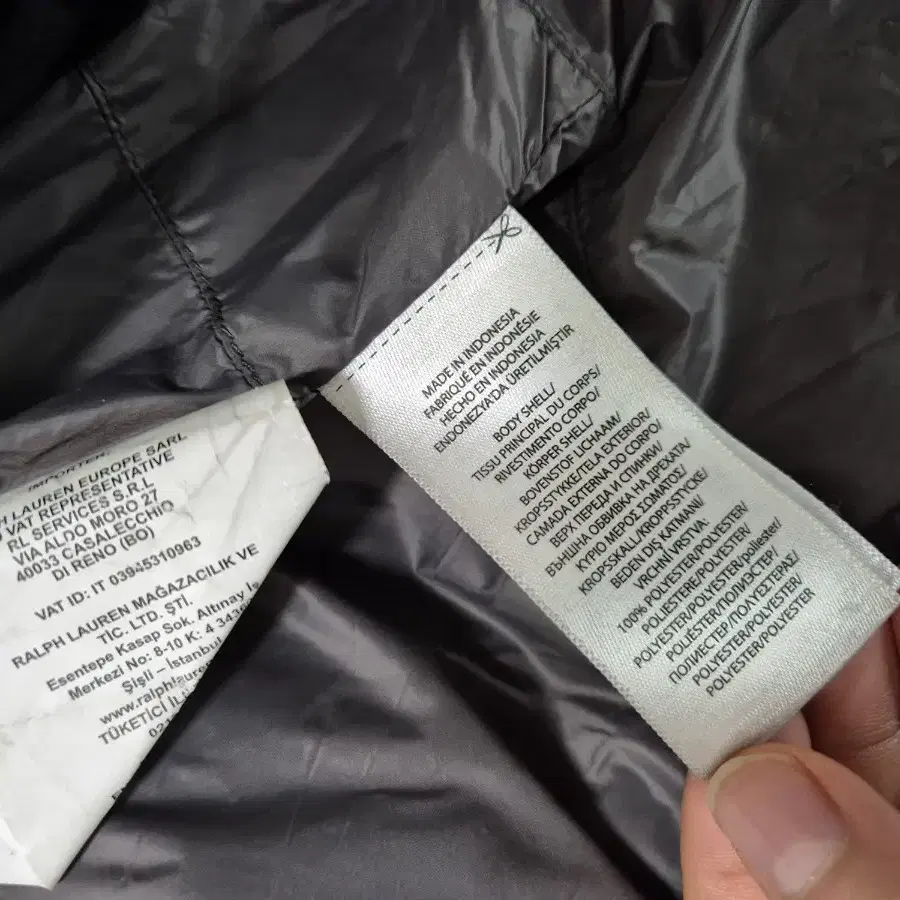 IMPORTER:
LAUREN EUROPE SARL
VAT REPRESENTATIVE
RL SERVICES S.R.L
VIA ALDO MORO 27
40033 CASALECCHIO
DI RENO (BO)
VAT ID: IT 03945310963
RALPH LAUREN MAĞAZACILIK VE
TİC. LTD. ŞTİ.
Esentepe Kasap Sok. Altınay
Merkezi No: 8-10 K: 4
Şişli – İstanbul
TÜKETİCİ
MADE IN INDONESIA
FABRIQUÉ EN INDONÉSIE
HECHO EN INDONESIA
ENDONEZYA'DA ÜRETILMIŞTIR
BODY SHELL/
TISSU PRINCIPAL DU CORPS/
RIVESTIMENTO CORPO/
KÖRPER SHELL/
BOVENSTOF LICHAAM/
KROPSSTYKKE/TELA EXTERIOR/
CAMADA EXTERNA DO CORPO/
ВЕРХ ПЕРЕДА И СПИНКИ/
ВЪНШНА ОБВИВКА НА ДРЕХАТА/
ΚΥΡΙΟ ΜΕΡΟΣ ΣΩΜΑΤΟΣ/
KROPSSKALL/KROPPSSTYCKE/
BEDEN DIS KATMANI/
VRCHNÍ VRSTVA:
100% POLYESTER/POLYESTER/
POLIESTERE/POLYESTER/
POLYESTER/POLYESTER/poliéster/
POLIÉSTER/ПОЛИЭСТЕР/
ПОЛИЕСТЕР/ΠΟΛΥΕΣΤΕΡΑΣ/
POLYESTER/POLYESTER/
POLYESTER/POLYESTER